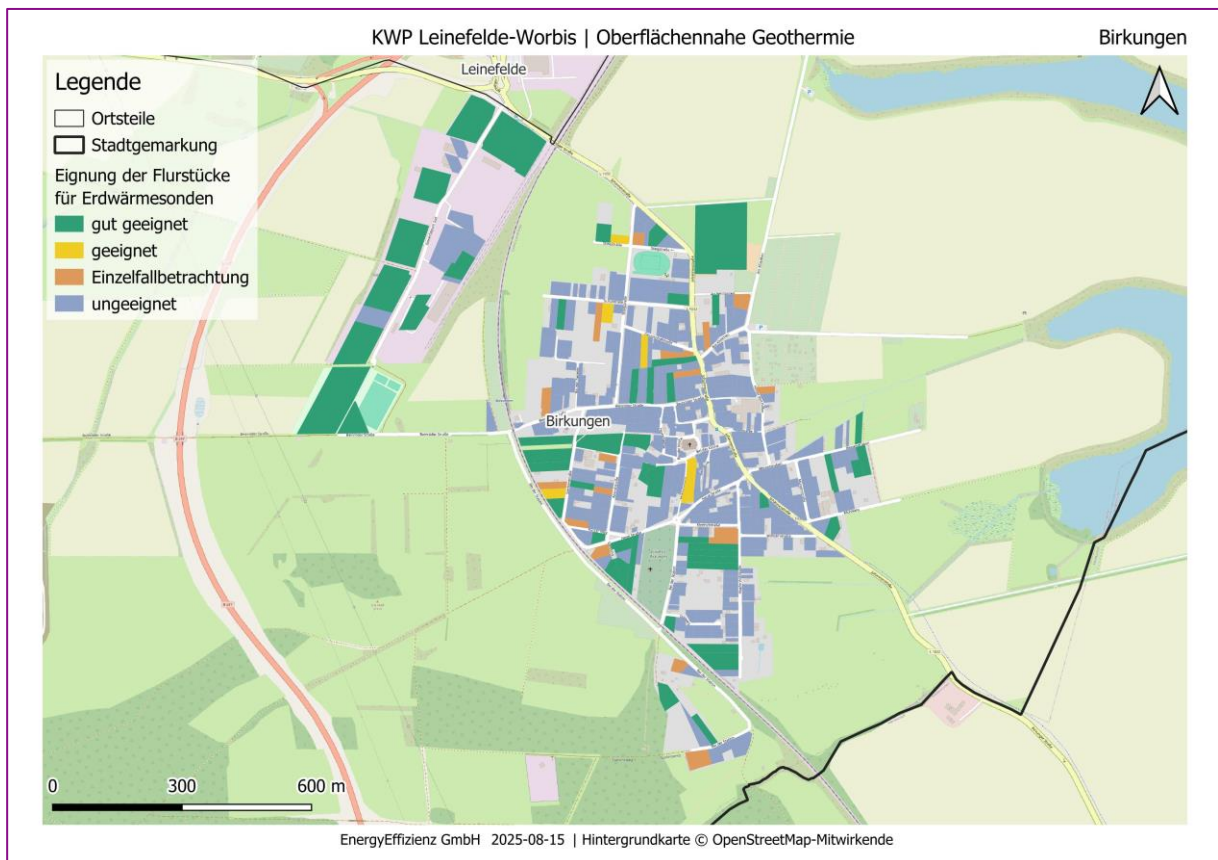 KWP Leinefelde-Worbis | Oberflächennahe Geothermie
Birkungen
Legende
Ortsteile
Stadtgemarkung
Eignung der Flurstücke
für Erdwärmesonden
gut geeignet
geeignet
Einzelfallbetrachtung
ungeeignet
Leinefelde
Birkungen
0 300 600 m
EnergyEffizienz GmbH 2025-08-15 | Hintergrundkarte © OpenStreetMap-Mitwirkende